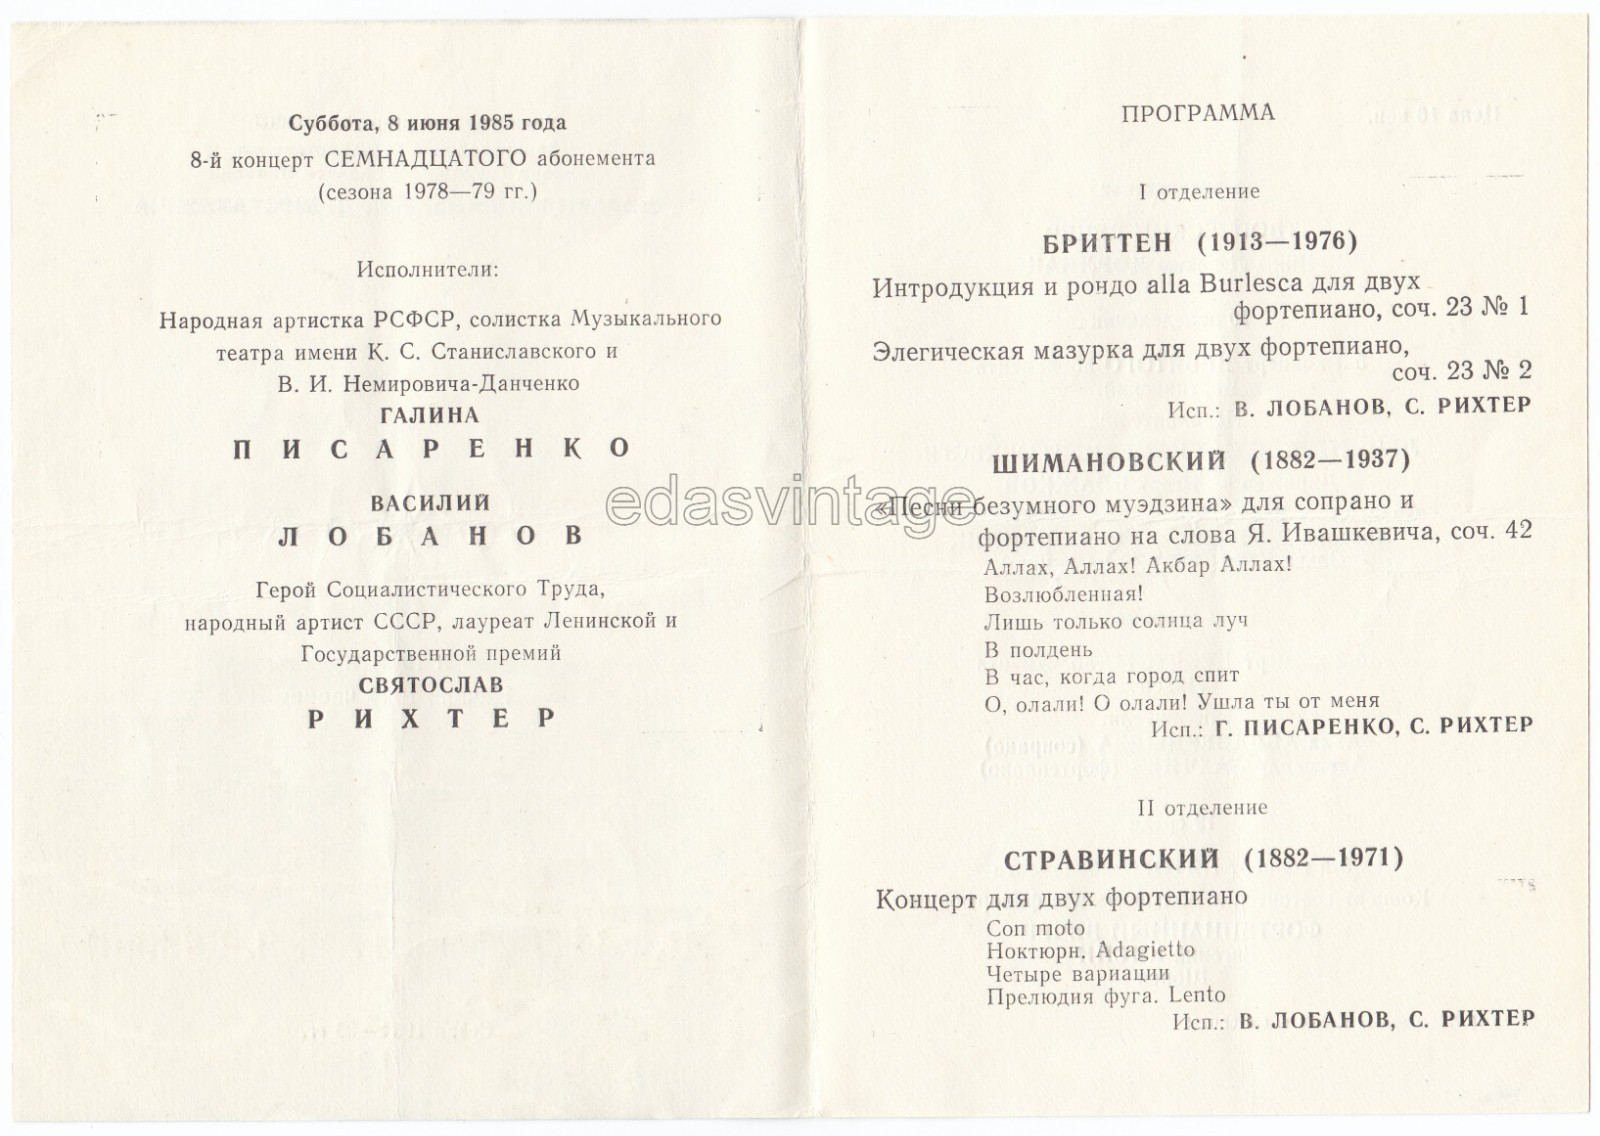 Суббота, 8 июня 1985 года
8-й концерт СЕМНАДЦАТОГО абонемента
(сезона 1978—79 гг.)
Исполнители:
Народная артистка РСФСР, солистка Музыкального
театра имени К. С. Станиславского и
В. И. Немировича-Данченко
ГАЛИНА
ПИСАРЕНКО
ВАСИЛИЙ
ЛОБАНОВ
Герой Социалистического Труда,
народный артист СССР, лауреат Ленинской и
Государственной премий
СВЯТОСЛАВ
РИХТЕР
ПРОГРАММА
I отделение
БРИТТЕН (1913—1976)
Интродукция и рондо alla Burlesca для двух
фортепиано, соч. 23 № 1
Элегическая мазурка для двух фортепиано,
соч. 23 № 2
Исп.: В. ЛОБАНОВ, С. РИХТЕР
ШИМАНОВСКИЙ (1882—1937)
«Песни безумного муэдзина» для сопрано и
фортепиано на слова Я. Ивашкевича, соч. 42
Аллах, Аллах! Акбар Аллах!
Возлюбленная!
Лишь только солнца луч
В полдень
В час, когда город спит
О, олали! О олали! Ушла ты от меня
Исп.: Г. ПИСАРЕНКО, С. РИХТЕР
II отделение
СТРАВИНСКИЙ (1882—1971)
Концерт для двух фортепиано
Con moto
Ноктюрн. Adagietto
Четыре вариации
Прелюдия фуга. Lento
Исп.: В. ЛОБАНОВ, С. РИХТЕР
edasvintage